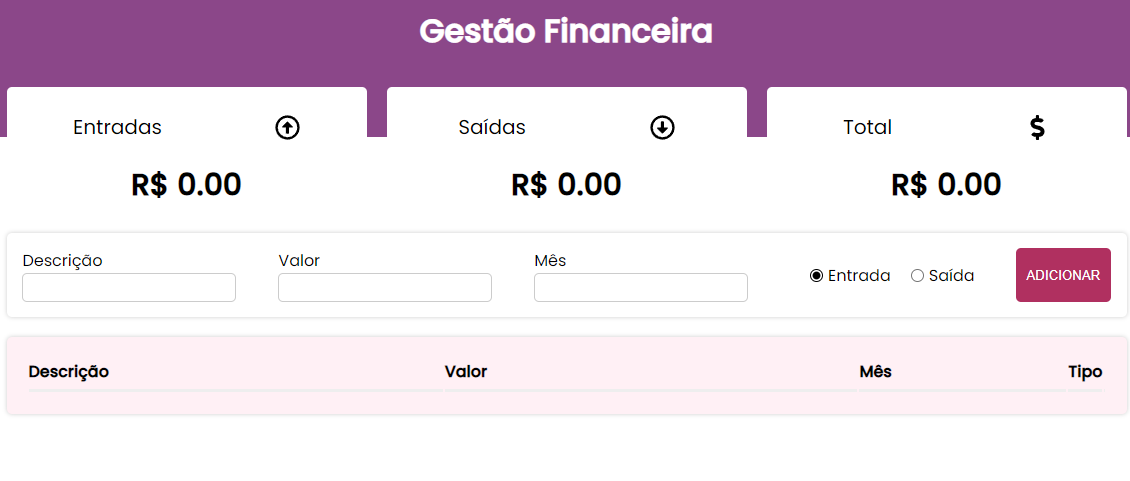 Gestão Financeira
Entradas
R$ 0.00
Saídas
R$ 0.00
Total
$
R$ 0.00
Descrição
Valor
Mês
Entrada
Saída
ADICIONAR
Descrição Valor Mês Tipo